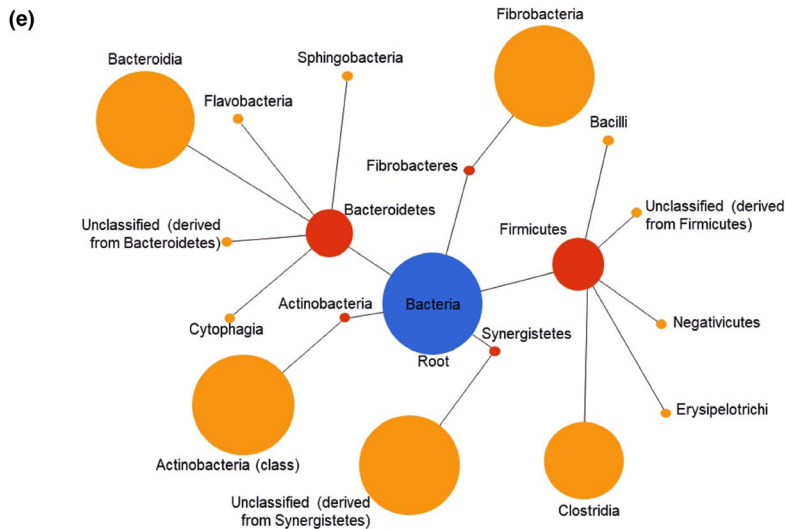 (e)
Fibrobacteria
Sphingobacteria
Bacteroidia
Flavobacteria
Bacilli
Fibrobacteres
Unclassified (derived
from Firmicutes)
Bacteroidetes
Unclassified (derived
from Bacteroidetes)
Firmicutes
Actinobacteria
Bacteria
Cytophagia
Synergistetes
Negativicutes
Root
Erysipelotrichi
Actinobacteria (class)
Unclassified (derived
from Synergistetes)
Clostridia